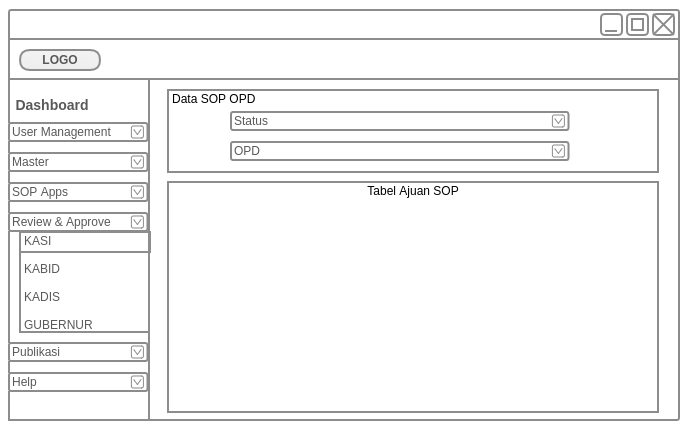 LOGO
Dashboard
User Management
Master
SOP Apps
Review & Approve
KASI
KABID
KADIS
GUBERNUR
Publikasi
Help
Data SOP OPD
Status
OPD
Tabel Ajuan SOP